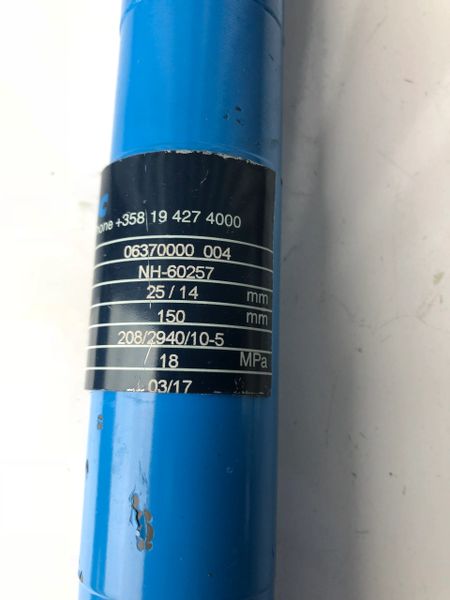 phone +358 19 427 4000
06370000 004
NH-60257
25 / 14 mm
150 mm
208/2940/10-5
18 MPa
03/17